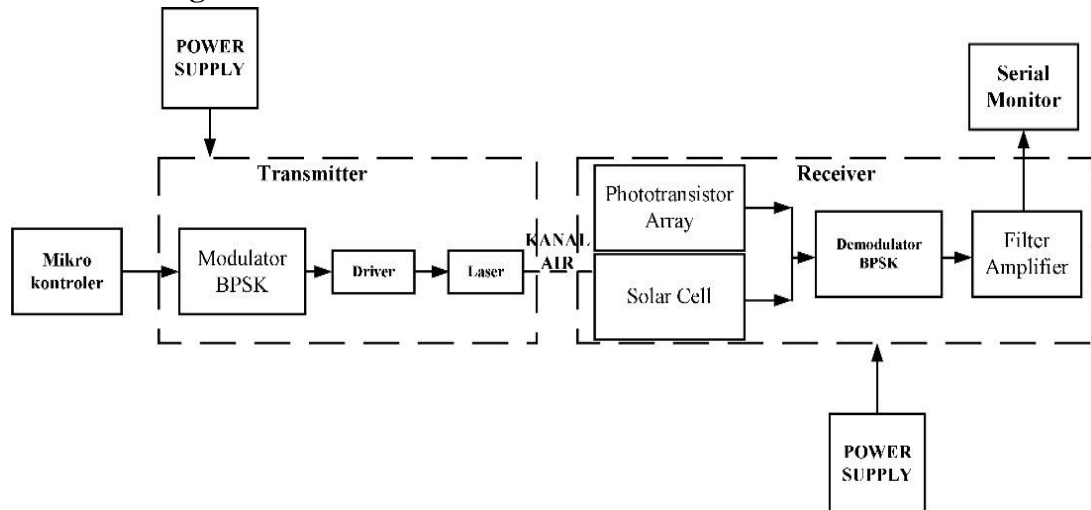 POWER
SUPPLY
Serial
Monitor
Transmitter
Receiver
Mikro
kontroler
Modulator
BPSK
Driver
Laser
KANAL
AIR
Phototransistor
Array
Solar Cell
Demodulator
BPSK
Filter
Amplifier
POWER
SUPPLY